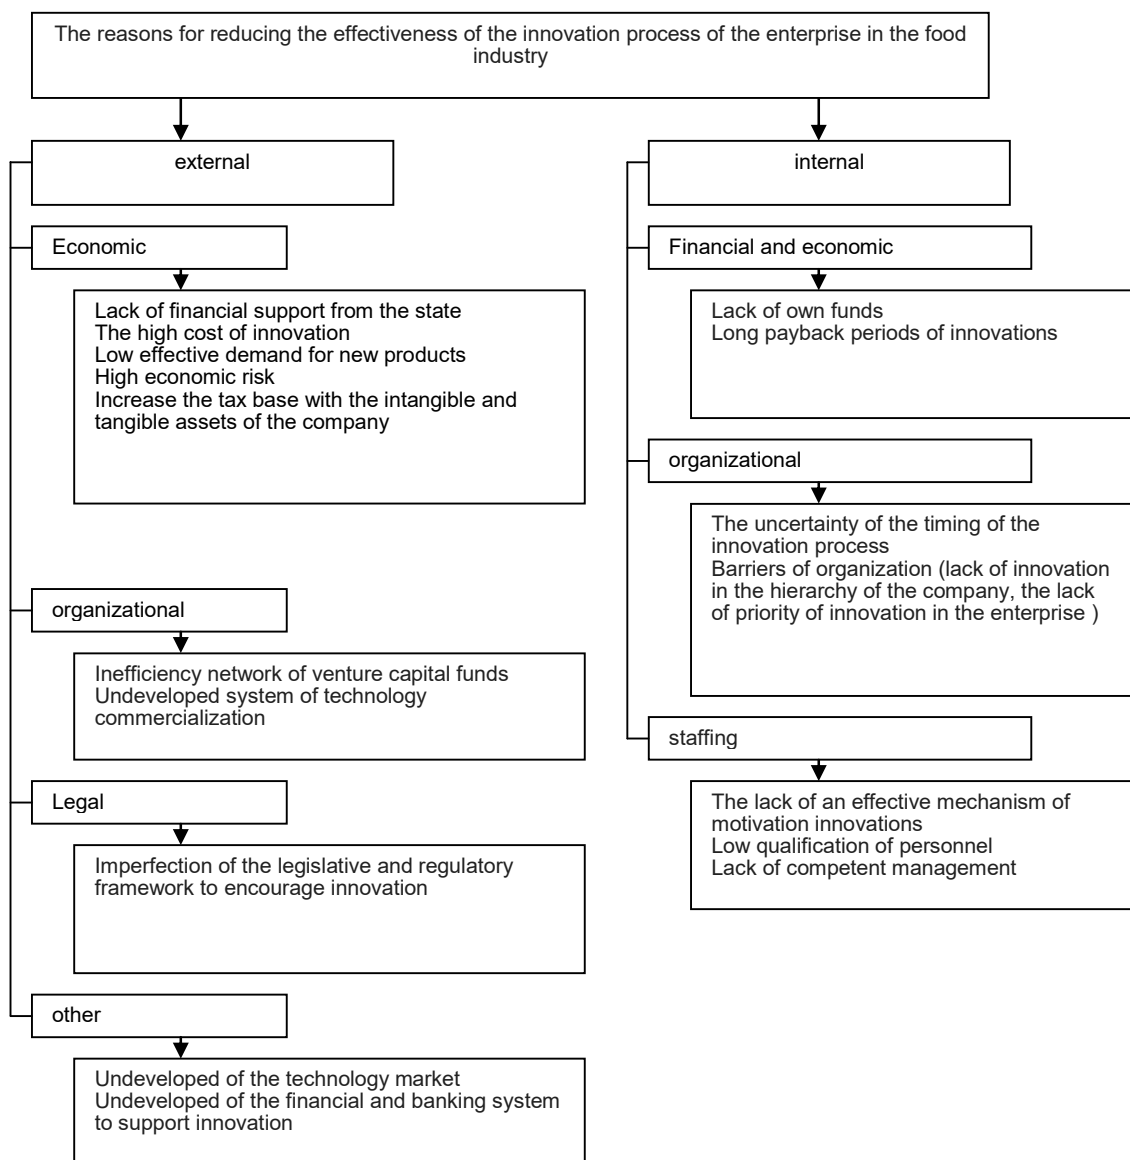 The reasons for reducing the effectiveness of the innovation process of the enterprise in the food
industry
external
Economic
Lack of financial support from the state
The high cost of innovation
Low effective demand for new products
High economic risk
Increase the tax base with the intangible and
tangible assets of the company
organizational
Inefficiency network of venture capital funds
Undeveloped system of technology
commercialization
Legal
Imperfection of the legislative and regulatory
framework to encourage innovation
other
Undeveloped of the technology market
Undeveloped of the financial and banking system
to support innovation
internal
Financial and economic
Lack of own funds
Long payback periods of innovations
organizational
The uncertainty of the timing of the
innovation process
Barriers of organization (lack of innovation
in the hierarchy of the company, the lack
of priority of innovation in the enterprise )
staffing
The lack of an effective mechanism of
motivation innovations
Low qualification of personnel
Lack of competent management